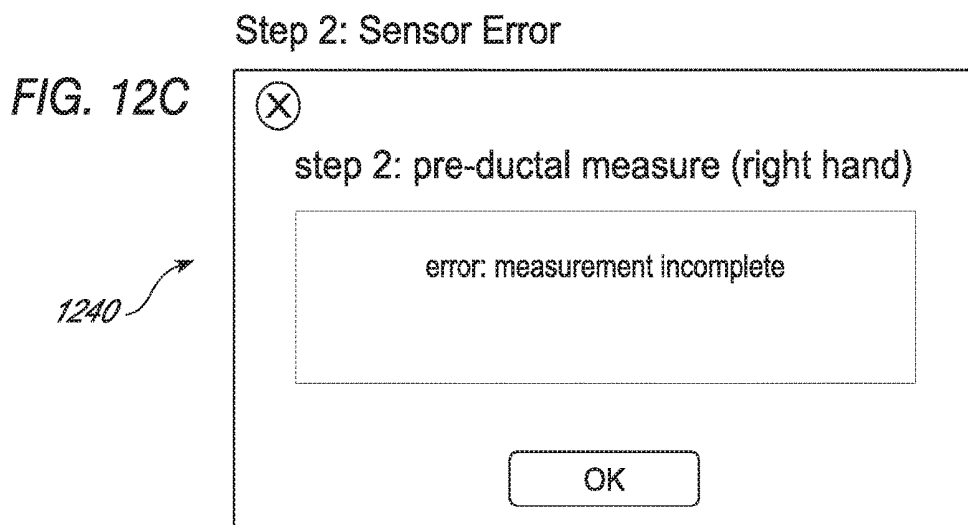 Step 2: Sensor Error
FIG. 12C
X
step 2: pre-ductal measure (right hand)
error: measurement incomplete
1240
OK